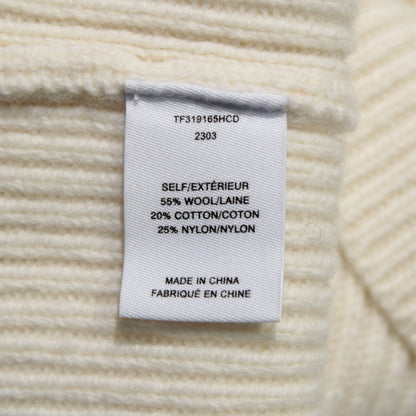 TF319165HCD
2303
SELF/EXTÉRIEUR
55% WOOL/LAINE
20% COTTON/COTON
25% NYLON/NYLON
MADE IN CHINA
FABRIQUÉ EN CHINE